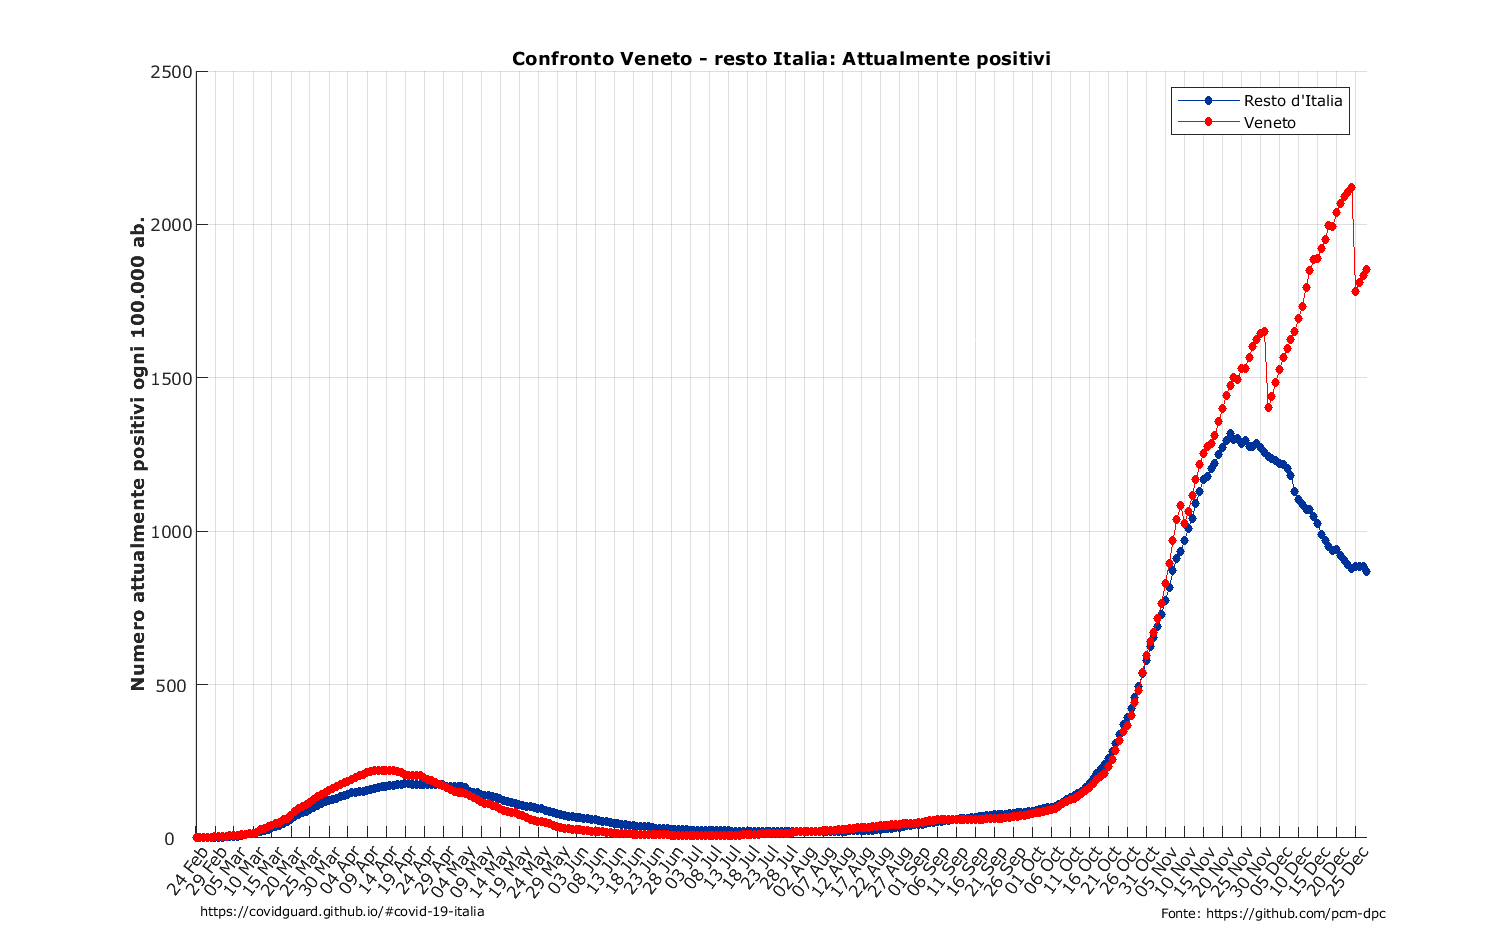 Confronto Veneto - resto Italia: Attualmente positivi
2500
2000
1500
1000
500
0
Numero attualmente positivi ogni 100.000 ab.
Resto d'Italia
Veneto
24 Feb
29 Feb
05 Mar
10 Mar
15 Mar
20 Mar
25 Mar
30 Mar
04 Apr
09 Apr
14 Apr
19 Apr
24 Apr
29 Apr
04 May
09 May
14 May
19 May
24 May
29 May
03 Jun
08 Jun
13 Jun
18 Jun
23 Jun
28 Jun
03 Jul
08 Jul
13 Jul
18 Jul
23 Jul
28 Jul
02 Aug
07 Aug
12 Aug
17 Aug
22 Aug
27 Aug
01 Sep
06 Sep
11 Sep
16 Sep
21 Sep
26 Sep
01 Oct
06 Oct
11 Oct
16 Oct
21 Oct
26 Oct
31 Oct
05 Nov
10 Nov
15 Nov
20 Nov
25 Nov
30 Nov
05 Dec
10 Dec
15 Dec
20 Dec
25 Dec
https://covidguard.github.io/#covid-19-italia
Fonte: https://github.com/pcm-dpc